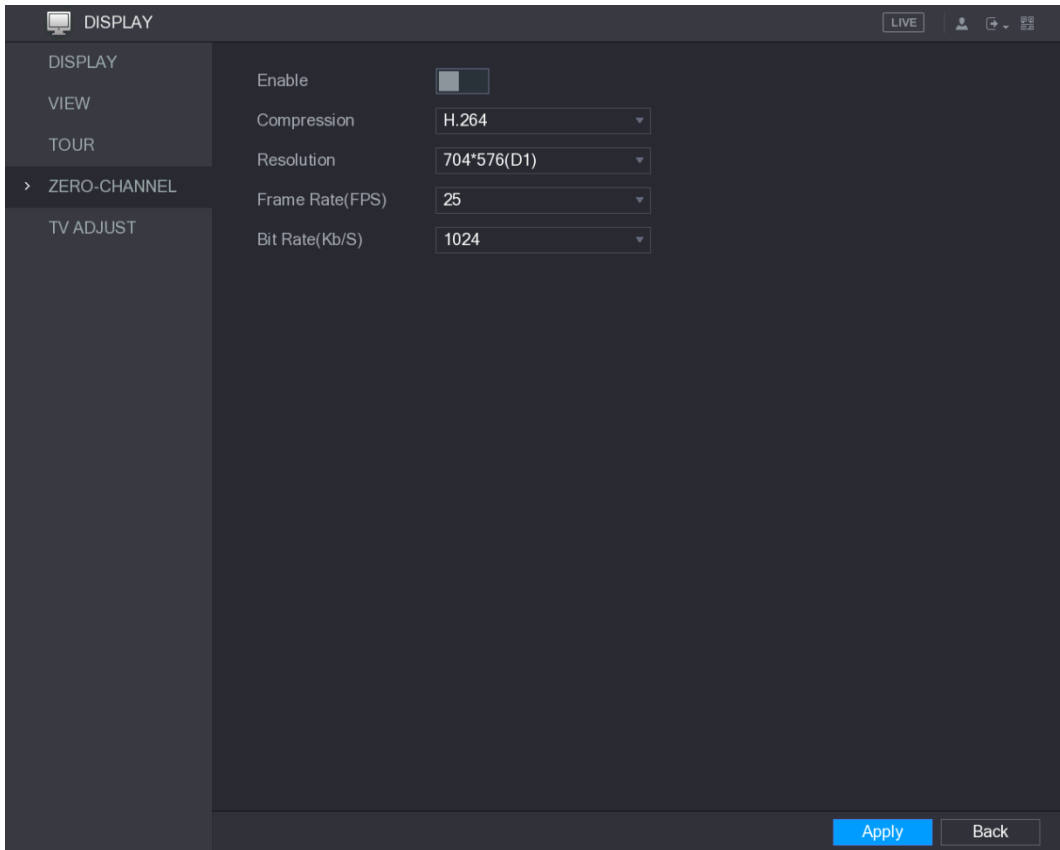 DISPLAY
LIVE
DISPLAY
VIEW
TOUR
ZERO-CHANNEL
TV ADJUST
Enable
Compression H.264
Resolution 704*576(D1)
Frame Rate(FPS) 25
Bit Rate(Kb/S) 1024
Apply Back